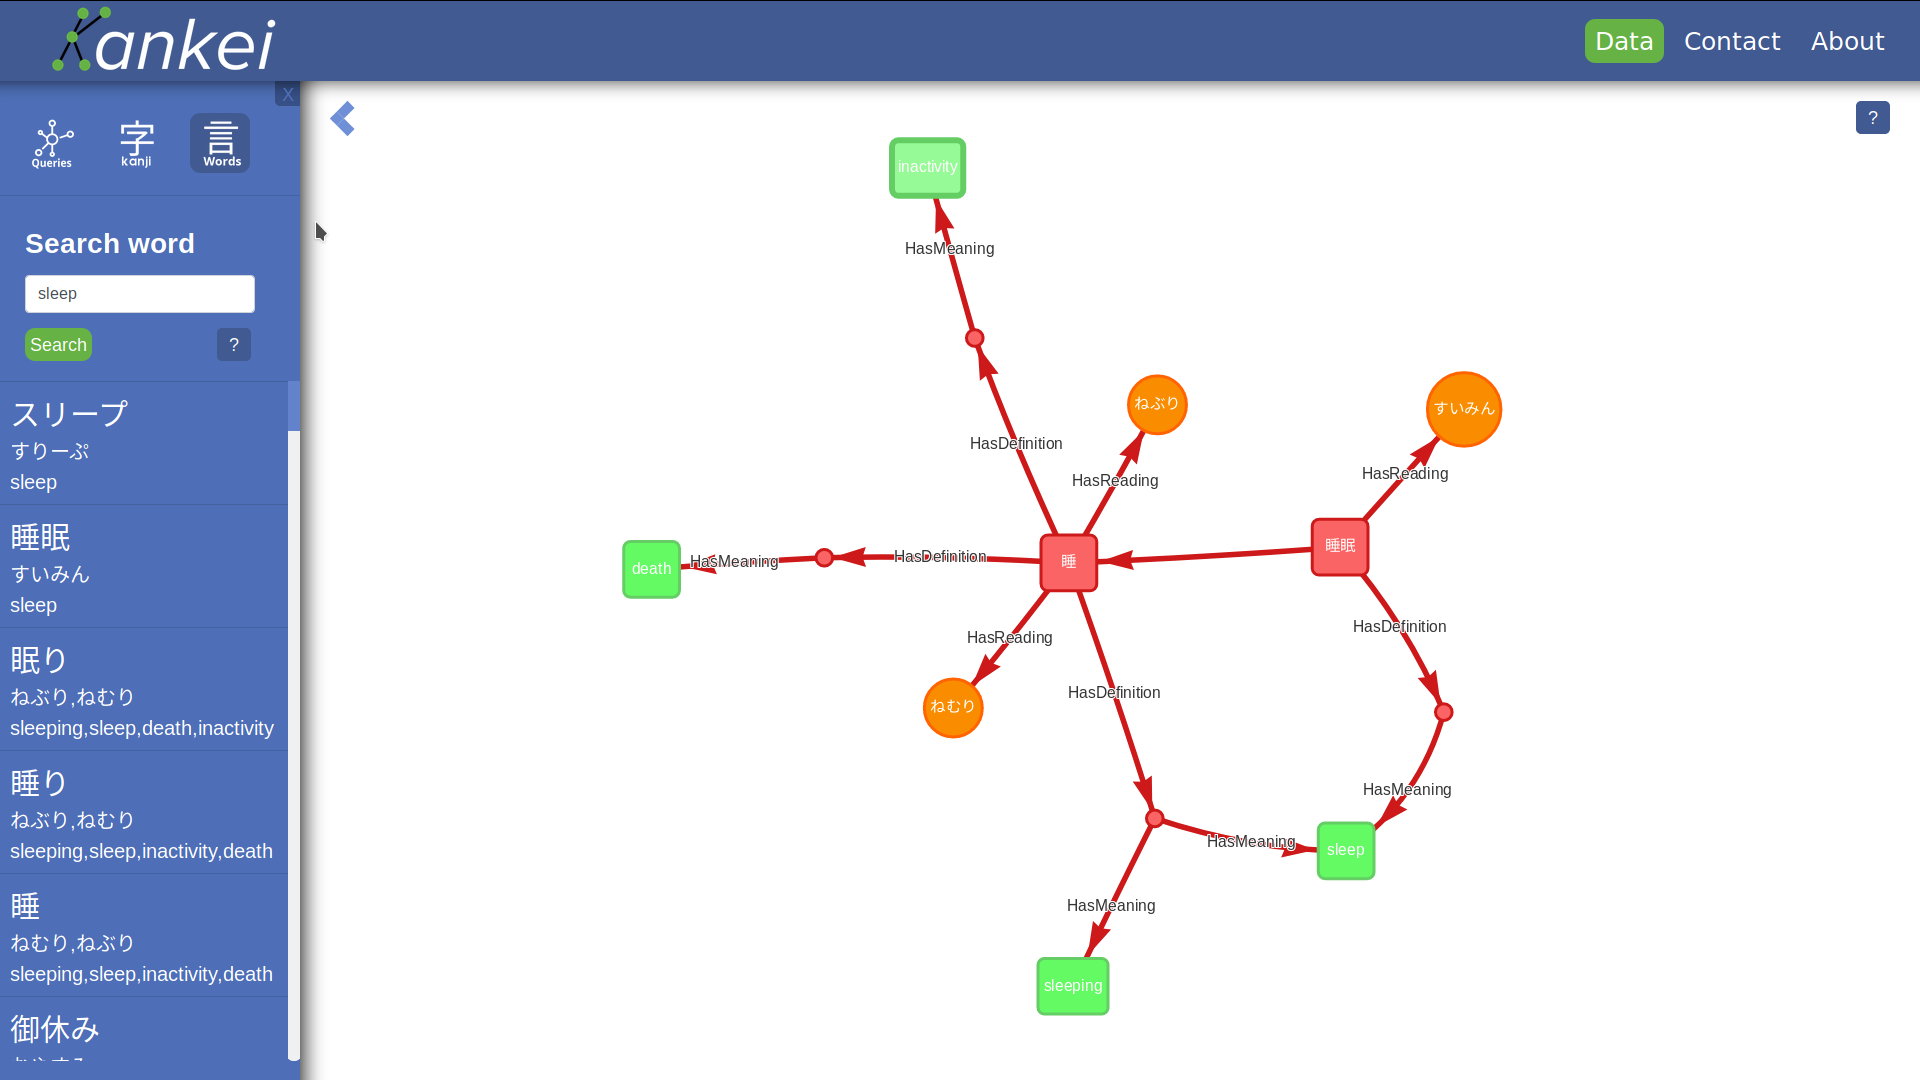 Kankei
Data
Contact
About
X
Queries
字
kanji
言
Words
Search word
sleep
Search
?
スリープ
すりーぷ
sleep
睡眠
すいみん
sleep
眠り
ねぶり,ねむり
sleeping,sleep,death,inactivity
睡り
ねぶり,ねむり
sleeping,sleep,inactivity,death
睡
ねむり,ねぶり
sleeping,sleep,inactivity,death
御休み
?
inactivity
HasMeaning
ねぶり
すいみん
HasDefinition
HasReading
HasReading
睡眠
death
HasMeaning
HasDefinition
睡
HasReading
HasDefinition
HasDefinition
ねむり
HasMeaning
HasMeaning
sleep
HasMeaning
sleeping